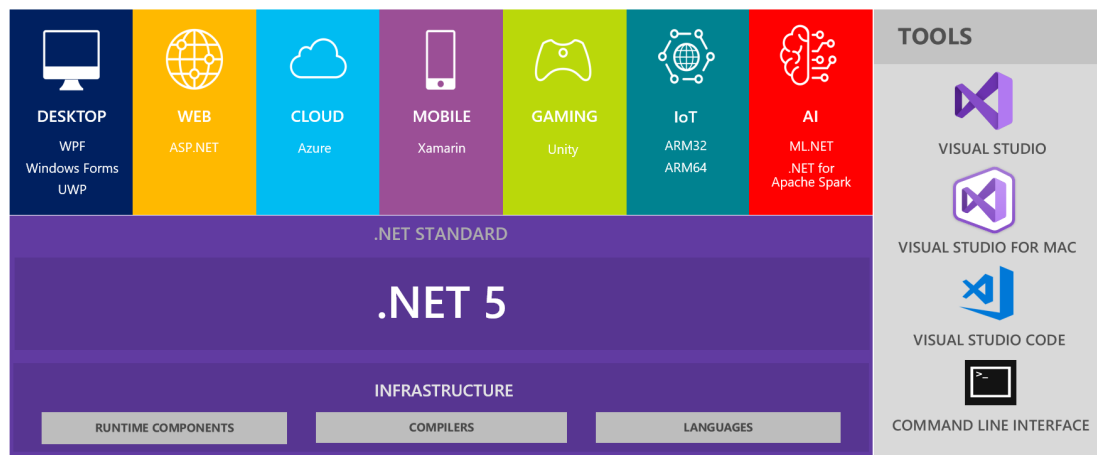 DESKTOP
WPF
Windows Forms
UWP
WEB
ASP.NET
CLOUD
Azure
MOBILE
Xamarin
GAMING
Unity
IoT
ARM32
ARM64
AI
ML.NET
.NET for
Apache Spark
.NET STANDARD
.NET 5
INFRASTRUCTURE
RUNTIME COMPONENTS
COMPILERS
LANGUAGES
TOOLS
VISUAL STUDIO
VISUAL STUDIO FOR MAC
VISUAL STUDIO CODE
>_
COMMAND LINE INTERFACE